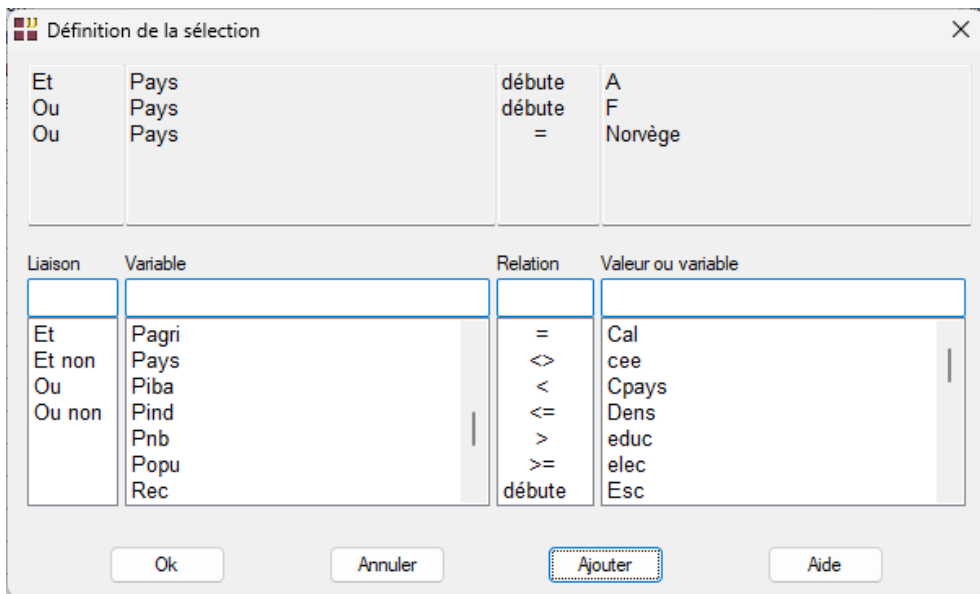 Définition de la sélection
Et Pays débute A
Ou Pays débute F
Ou Pays = Norvège
Liaison Variable Relation Valeur ou variable
Et Pagri = Cal
Et non Pays <> cee
Ou Piba < Cpays
Ou non Pind <= Dens
Pnb > educ
Popu >= elec
Rec débute Esc
Ok Annuler Ajouter Aide